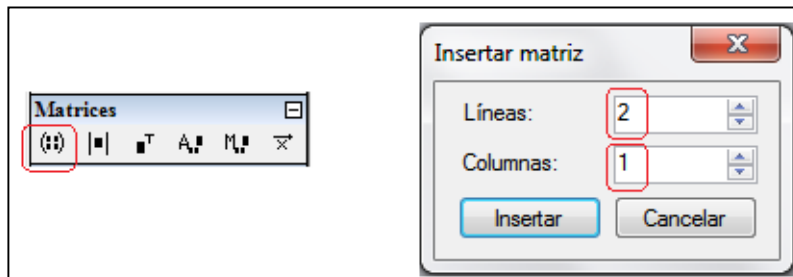 Matrices
(⠿) |▪| ▪ᵀ A,, M,, x⃗
Insertar matriz
Líneas: 2
Columnas: 1
Insertar Cancelar